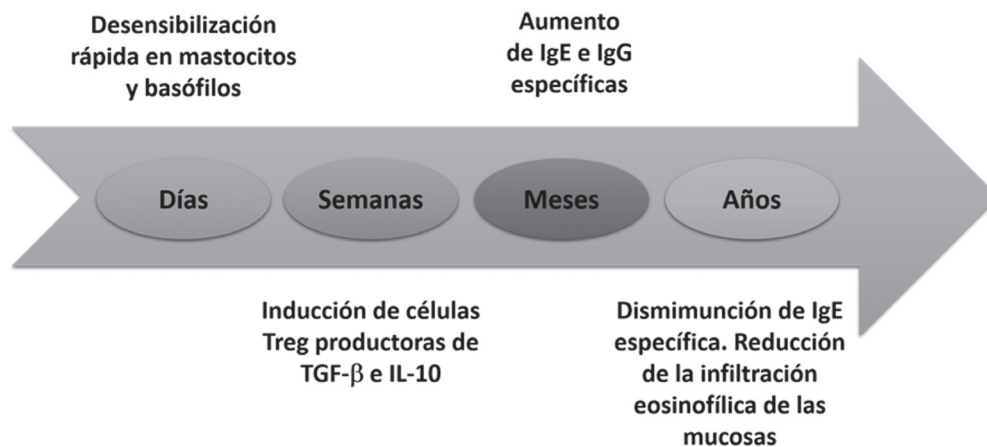 Desensibilización
rápida en mastocitos
y basófilos
Aumento
de IgE e IgG
específicas
Días
Semanas
Meses
Años
Inducción de células
Treg productoras de
TGF-β e IL-10
Dismimunción de IgE
específica. Reducción
de la infiltración
eosinofílica de las
mucosas